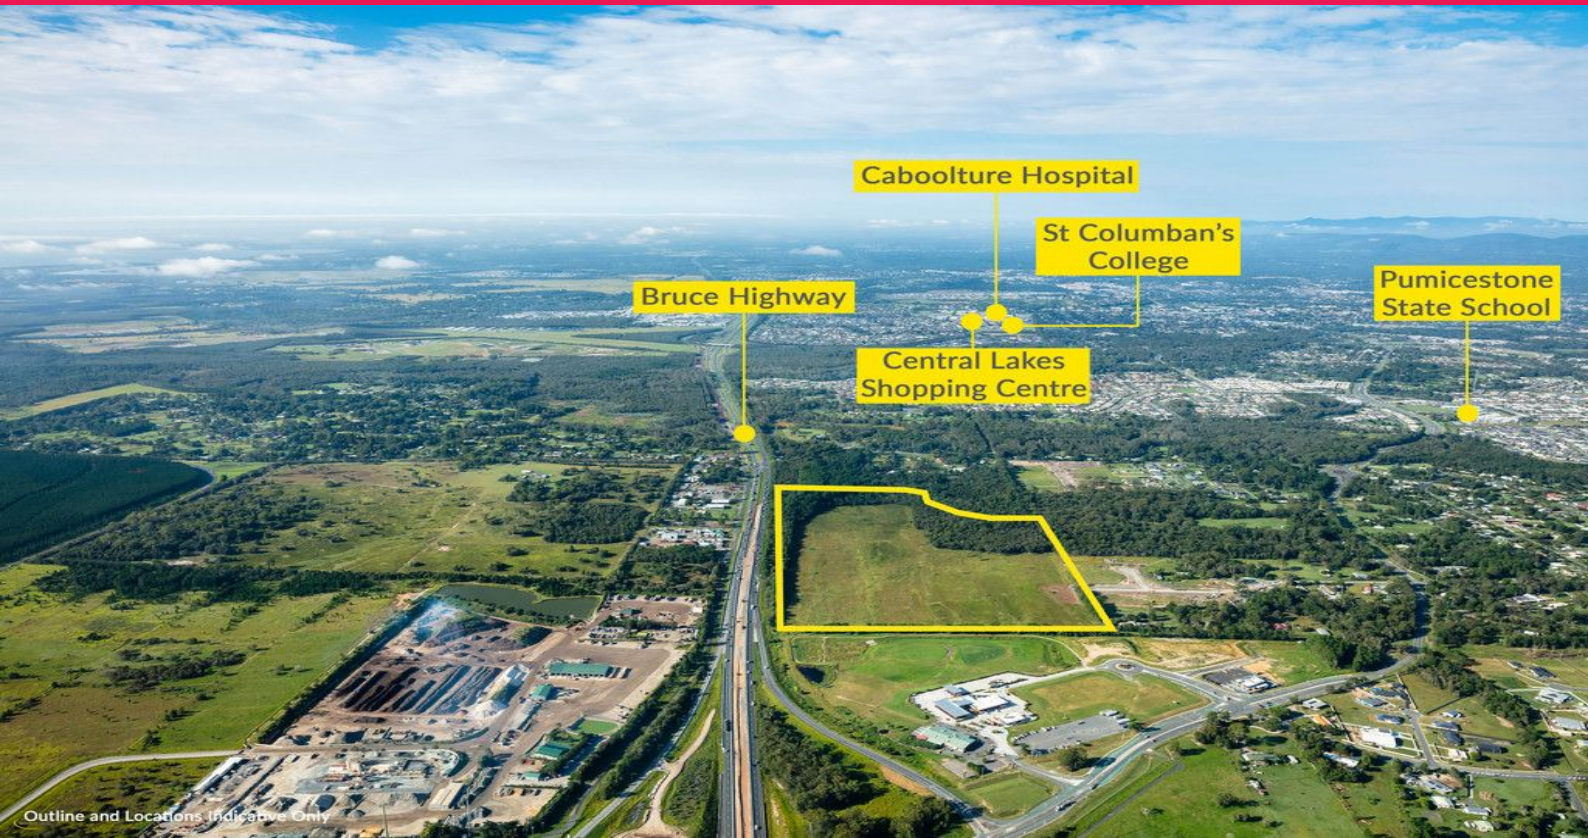 Caboolture Hospital
St Columban's
College
Pumicestone
State School
Bruce Highway
Central Lakes
Shopping Centre
Outline and Locations Indicative Only